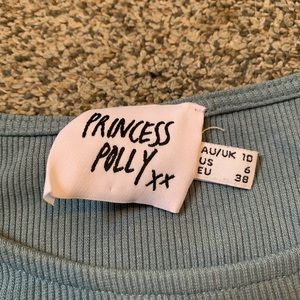 PRINCESS
POLLY
xx
AU/UK 10
US 6
EU 38